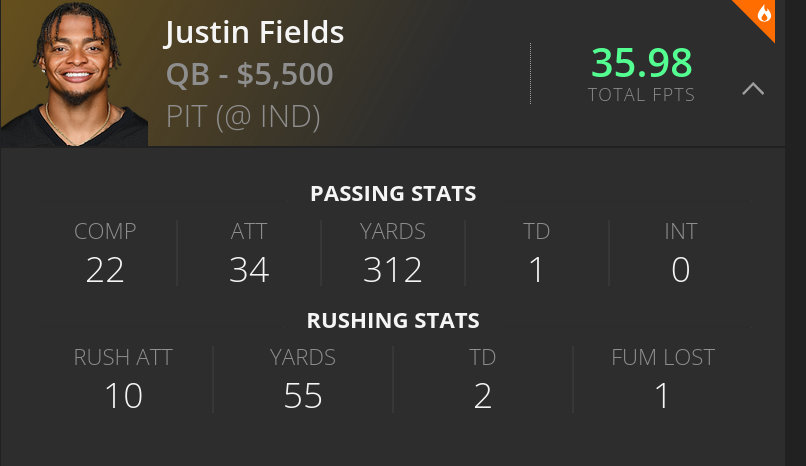 Justin Fields
QB - $5,500
PIT (@ IND)
35.98
TOTAL FPTS
PASSING STATS
COMP ATT YARDS TD INT
22 34 312 1 0
RUSHING STATS
RUSH ATT YARDS TD FUM LOST
10 55 2 1